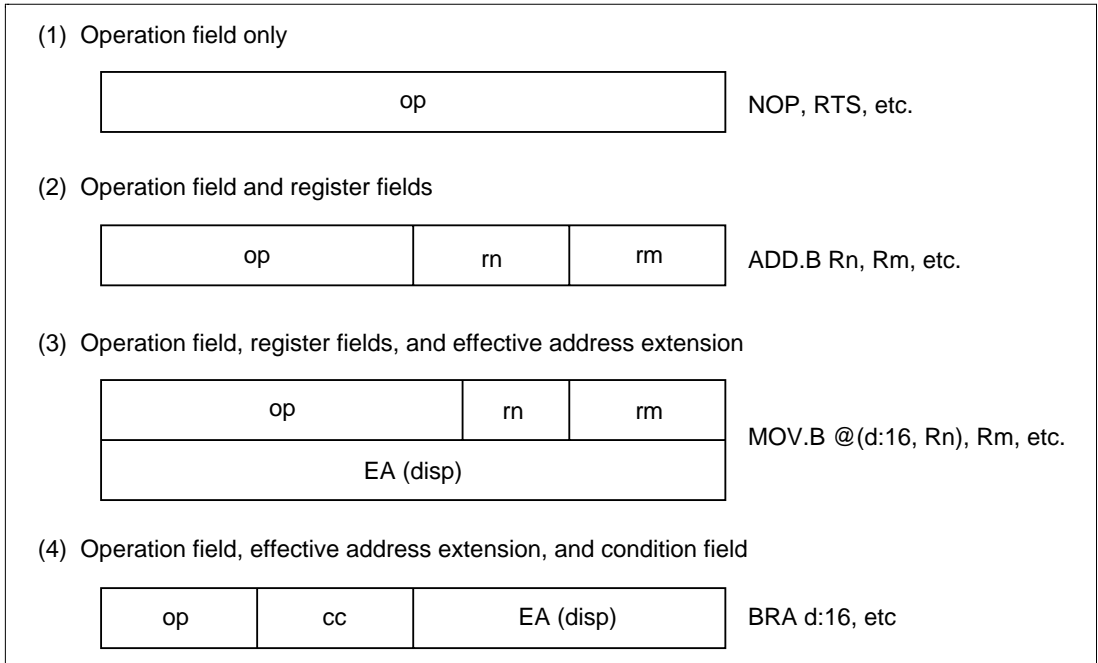 (1) Operation field only
op
NOP, RTS, etc.
(2) Operation field and register fields
op rn rm
ADD.B Rn, Rm, etc.
(3) Operation field, register fields, and effective address extension
op rn rm
EA (disp)
MOV.B @(d:16, Rn), Rm, etc.
(4) Operation field, effective address extension, and condition field
op cc EA (disp)
BRA d:16, etc